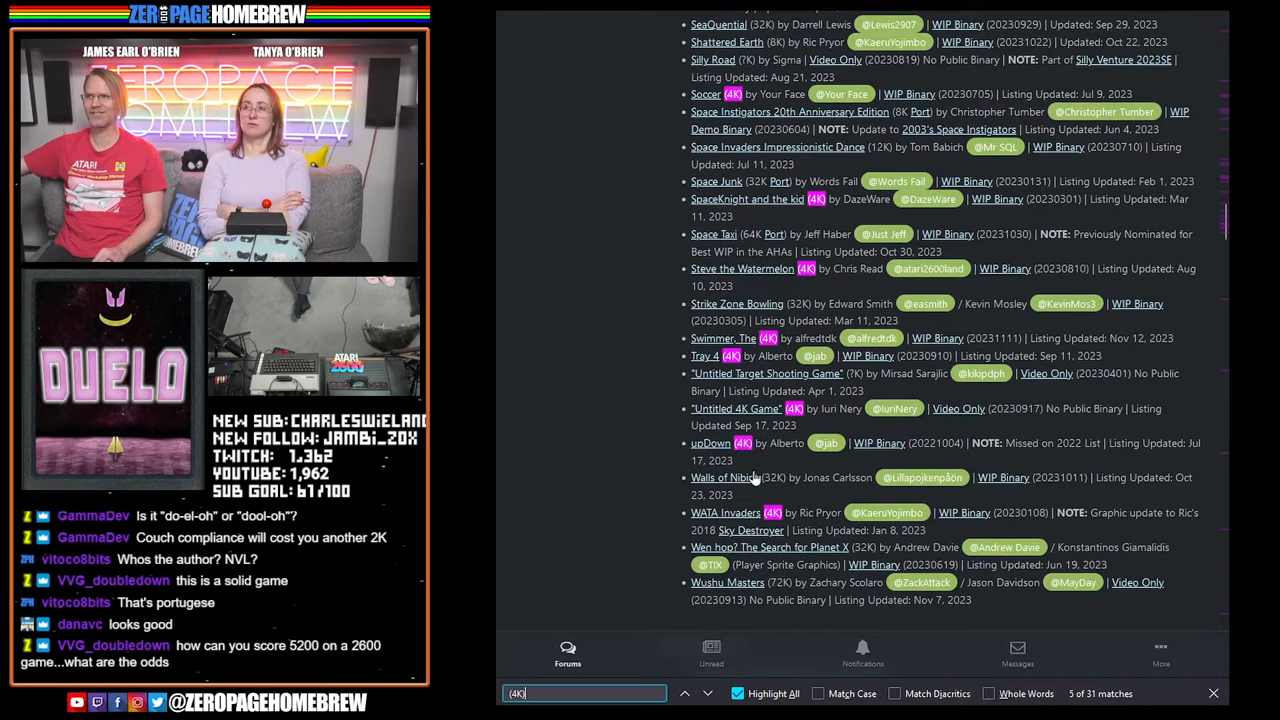 ZERO PAGE HOMEBREW
JAMES EARL O'BRIEN
TANYA O'BRIEN
ZEROPAGE
HOMEBREW
ATARI
ZERO
PAGE
HOMEBREW
DUELO
ATARI
2600
NEW SUB: CHARLESWIELAND
NEW FOLLOW: JAMBI_ZOX
TWITCH: 1,362
YOUTUBE: 1,962
SUB GOAL: 67/100
GammaDev Is it "do-el-oh" or "dool-oh"?
GammaDev Couch compliance will cost you another 2K
vitoco8bits Whos the author? NVL?
VVG_doubledown this is a solid game
vitoco8bits That's portugese
danavc looks good
VVG_doubledown how can you score 5200 on a 2600
game...what are the odds
@ZEROPAGEHOMEBREW
SeaQuential (32K) by Darrell Lewis @Lewis2907 | WIP Binary (20230929) | Updated: Sep 29, 2023
Shattered Earth (8K) by Ric Pryor @KaeruYojimbo | WIP Binary (20231022) | Updated: Oct 22, 2023
(?K) by Sigma | Video Only (20230819) No Public Binary | NOTE: Part of Silly Venture 2023SE |
Listing Updated: Aug 21, 2023
Soccer (4K) by Your Face @Your Face | WIP Binary (20230705) | Listing Updated: Jul 9, 2023
Space Instigators 20th Anniversary Edition (8K Port) by Christopher Tumber @Christopher Tumber | WIP
Demo Binary (20230604) | NOTE: Update to 2003's Space Instigators | Listing Updated: Jun 4, 2023
Space Invaders Impressionistic Dance (12K) by Tom Babich @Mr SQL | WIP Binary (20230710) | Listing
Updated: Jul 11, 2023
Space Junk (32K Port) by Words Fail @Words Fail | WIP Binary (20230131) | Listing Updated: Feb 1, 2023
SpaceKnight and the kid (4K) by DazeWare @DazeWare | WIP Binary (20230301) | Listing Updated: Mar
11, 2023
Space Taxi (64K Port) by Jeff Haber @Just Jeff | WIP Binary (20231030) | NOTE: Previously Nominated for
Best WIP in the AHAs | Listing Updated: Oct 30, 2023
Steve the Watermelon (4K) by Chris Read @atari2600land | WIP Binary (20230810) | Listing Updated: Aug
10, 2023
Strike Zone Bowling (32K) by Edward Smith @easmith / Kevin Mosley @KevinMos3 | WIP Binary
(20230305) | Listing Updated: Mar 11, 2023
Swimmer, The (4K) by alfredtdk @alfredtdk | WIP Binary (20231111) | Listing Updated: Nov 12, 2023
Tray 4 (4K) by Alberto @jab | WIP Binary (20230910) | Listing Updated: Sep 11, 2023
"Untitled Target Shooting Game" (?K) by Mirsad Sarajlic @kikipdph | Video Only (20230401) No Public
Binary | Listing Updated: Apr 1, 2023
"Untitled 4K Game" (4K) by Iuri Nery @IuriNery | Video Only (20230917) No Public Binary | Listing
Updated Sep 17, 2023
upDown (4K) by Alberto @jab | WIP Binary (20221004) | NOTE: Missed on 2022 List | Listing Updated: Jul
17, 2023
Walls of (32K) by Jonas Carlsson @Lillapojkenpåön | WIP Binary (20231011) | Listing Updated: Oct
23, 2023
WATA Invaders (4K) by Ric Pryor @KaeruYojimbo | WIP Binary (20230108) | NOTE: Graphic update to Ric's
2018 Sky Destroyer | Listing Updated: Jan 8, 2023
Wen hop? The Search for Planet X (32K) by Andrew Davie @Andrew Davie / Konstantinos Giamalidis
@TIX (Player Sprite Graphics) | WIP Binary (20230619) | Listing Updated: Jun 19, 2023
Wushu Masters (72K) by Zachary Scolaro @ZackAttack / Jason Davidson @MayDay | Video Only
(20230913) No Public Binary | Listing Updated: Nov 7, 2023
Forums Unread Notifications Messages More
(4K) Highlight All Match Case Match Diacritics Whole Words 5 of 31 matches